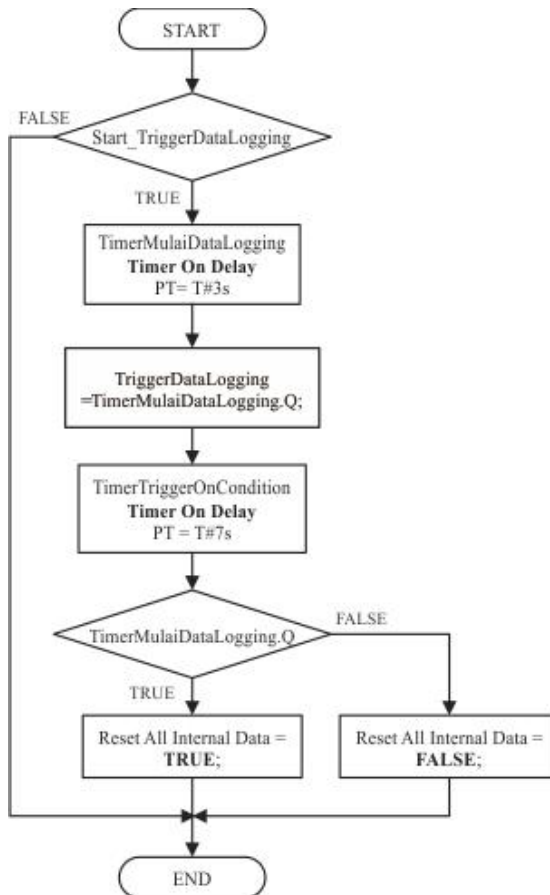 START
FALSE
Start_TriggerDataLogging
TRUE
TimerMulaiDataLogging
Timer On Delay
PT= T#3s
TriggerDataLogging
=TimerMulaiDataLogging.Q;
TimerTriggerOnCondition
Timer On Delay
PT = T#7s
FALSE
TimerMulaiDataLogging.Q
TRUE
Reset All Internal Data =
TRUE;
Reset All Internal Data =
FALSE;
END